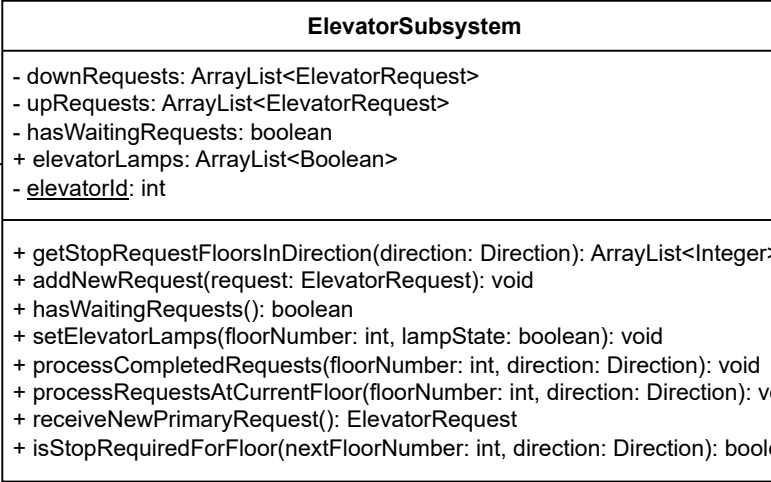 ElevatorSubsystem
- downRequests: ArrayList<ElevatorRequest>
- upRequests: ArrayList<ElevatorRequest>
- hasWaitingRequests: boolean
+ elevatorLamps: ArrayList<Boolean>
- elevatorId: int
+ getStopRequestFloorsInDirection(direction: Direction): ArrayList<Integer>
+ addNewRequest(request: ElevatorRequest): void
+ hasWaitingRequests(): boolean
+ setElevatorLamps(floorNumber: int, lampState: boolean): void
+ processCompletedRequests(floorNumber: int, direction: Direction): void
+ processRequestsAtCurrentFloor(floorNumber: int, direction: Direction):
+ receiveNewPrimaryRequest(): ElevatorRequest
+ isStopRequiredForFloor(nextFloorNumber: int, direction: Direction):